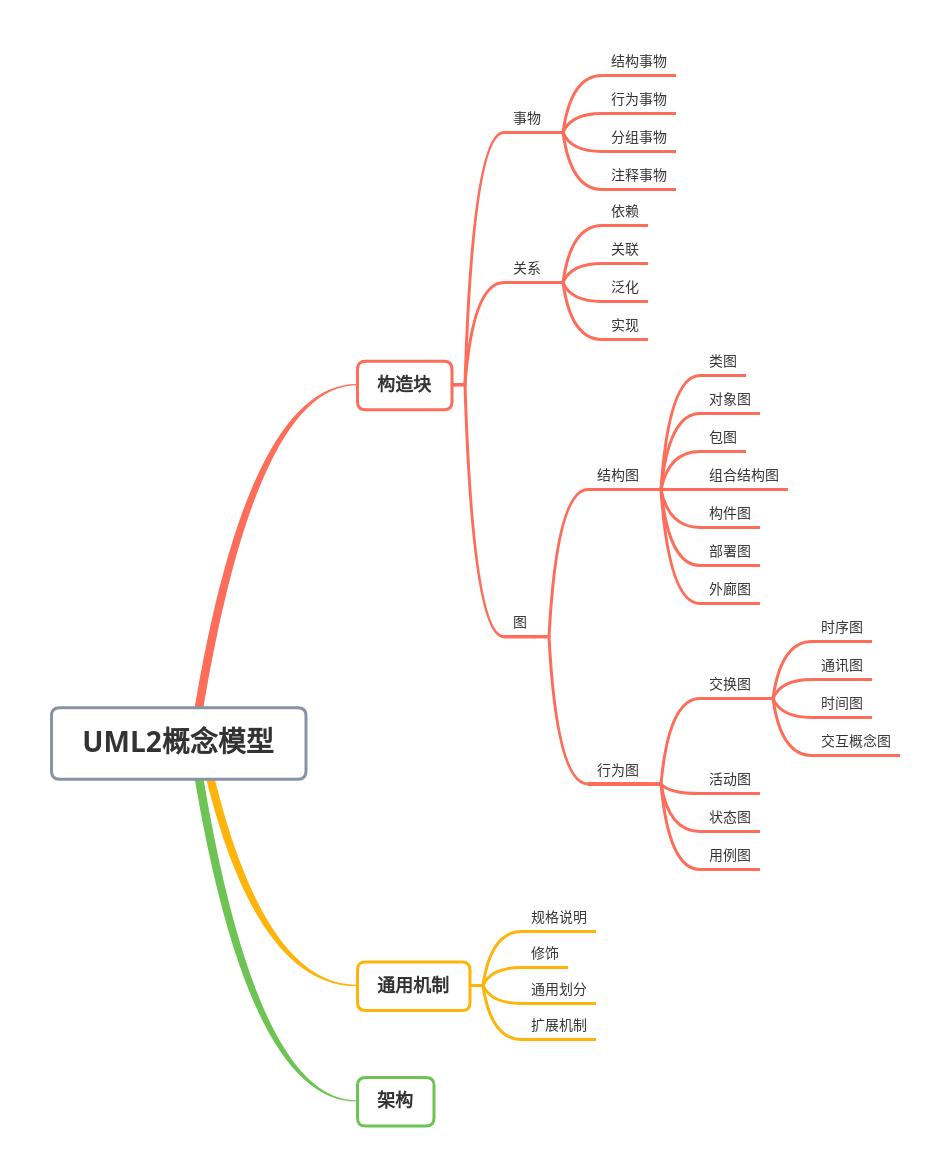 UML2概念模型
构造块
事物
结构事物
行为事物
分组事物
注释事物
关系
依赖
关联
泛化
实现
图
结构图
类图
对象图
包图
组合结构图
构件图
部署图
外廊图
行为图
交换图
时序图
通讯图
时间图
交互概念图
活动图
状态图
用例图
通用机制
规格说明
修饰
通用划分
扩展机制
架构